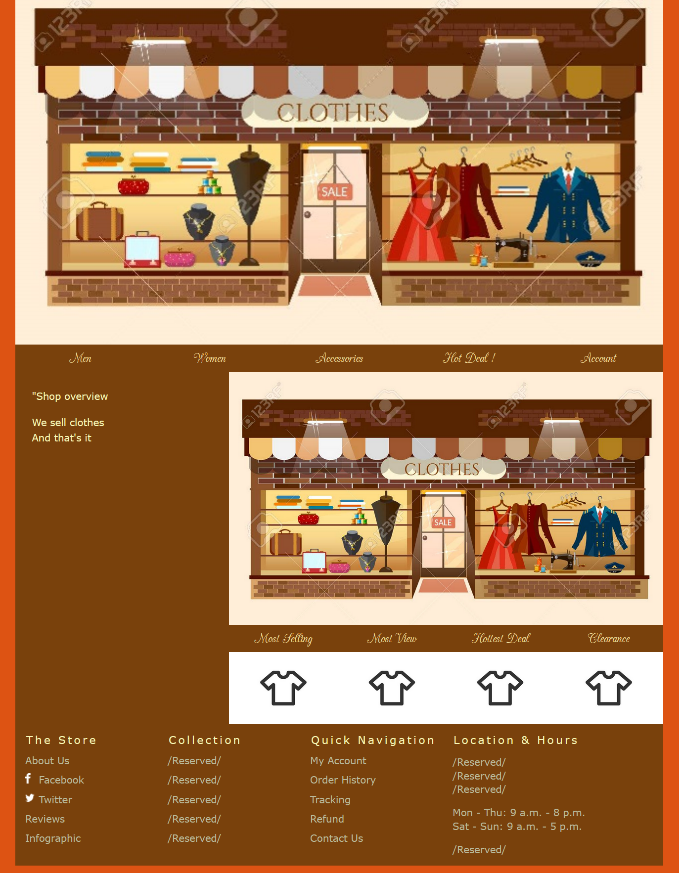 123RF
CLOTHES
SALE
Men Women Accessories Hot Deal ! Account
"Shop overview
We sell clothes
And that's it
123RF
CLOTHES
SALE
Most Selling Most View Hottest Deal Clearance
The Store Collection Quick Navigation Location & Hours
About Us /Reserved/ My Account /Reserved/
Facebook /Reserved/ Order History /Reserved/
/Reserved/
Twitter /Reserved/ Tracking
Reviews /Reserved/ Refund Mon - Thu: 9 a.m. - 8 p.m.
Sat - Sun: 9 a.m. - 5 p.m.
Infographic /Reserved/ Contact Us
/Reserved/